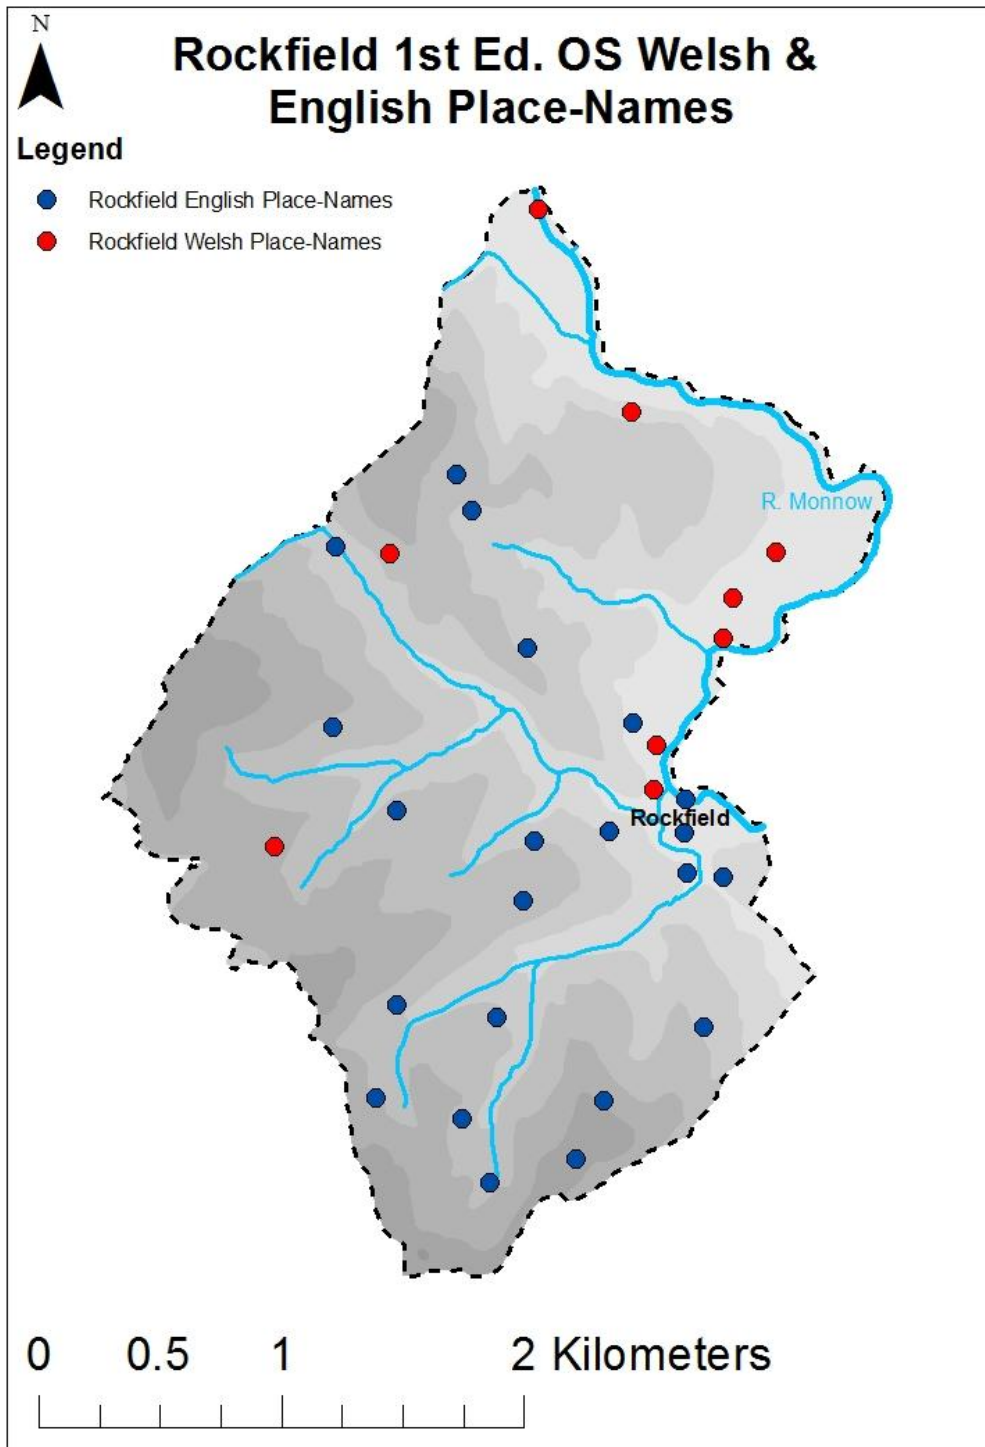 N
Rockfield 1st Ed. OS Welsh &
English Place-Names
Legend
Rockfield English Place-Names
Rockfield Welsh Place-Names
R. Monnow
Rockfield
0 0.5 1 2 Kilometers